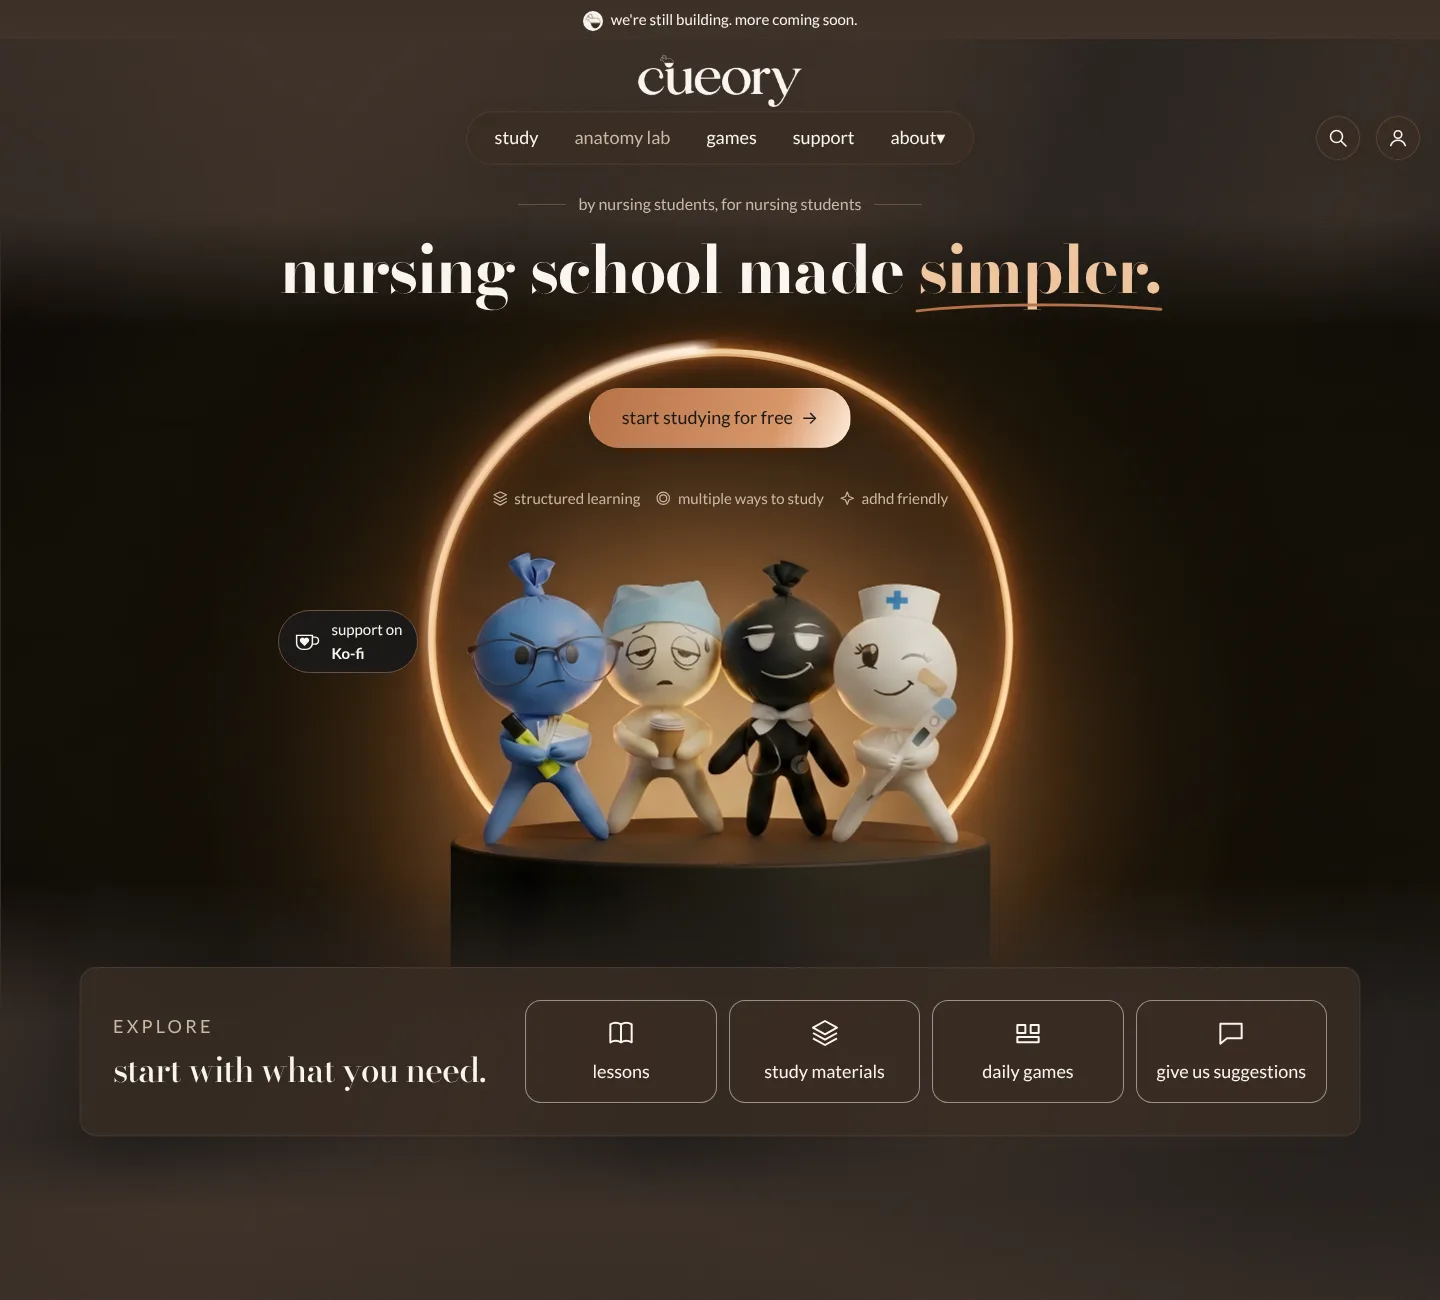 we're still building. more coming soon.
cueory
study anatomy lab games support about▾
by nursing students, for nursing students
nursing school made simpler.
start studying for free →
structured learning multiple ways to study adhd friendly
support on
Ko-fi
EXPLORE
start with what you need.
lessons
study materials
daily games
give us suggestions